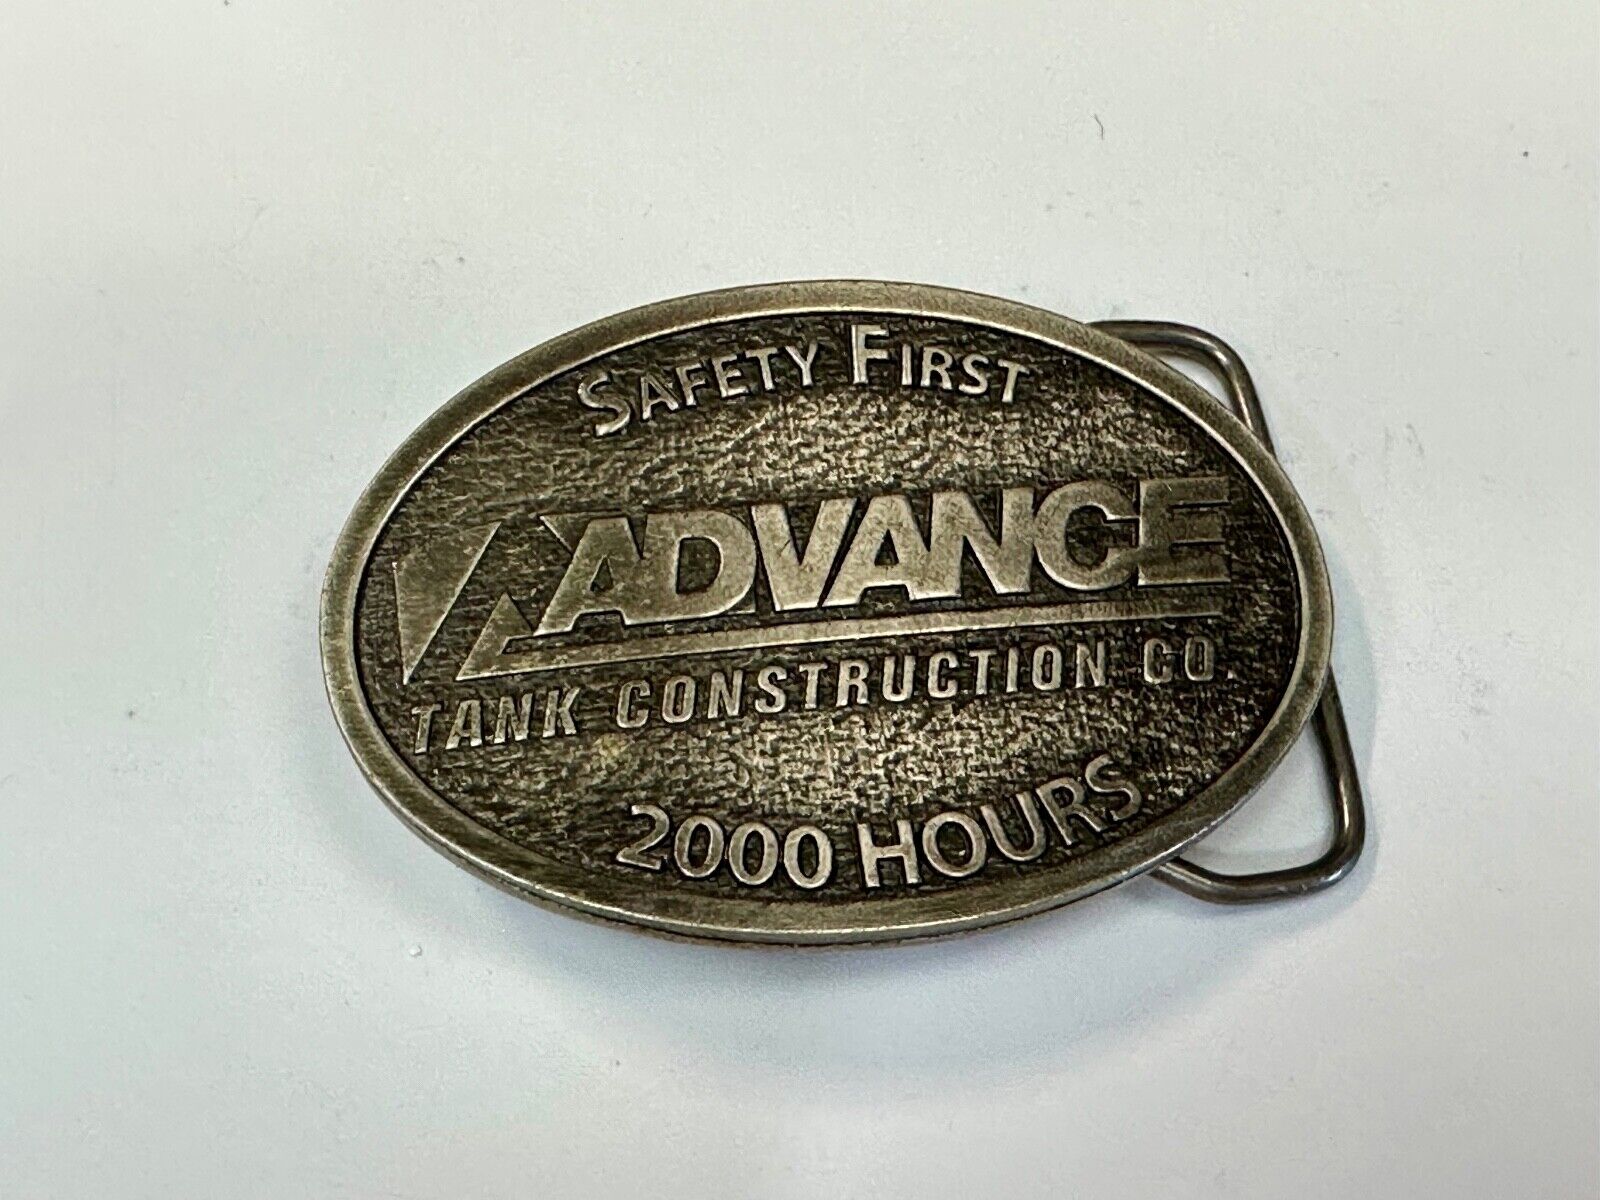 SAFETY FIRST
ADVANCE
TANK CONSTRUCTION CO.
2000 HOURS